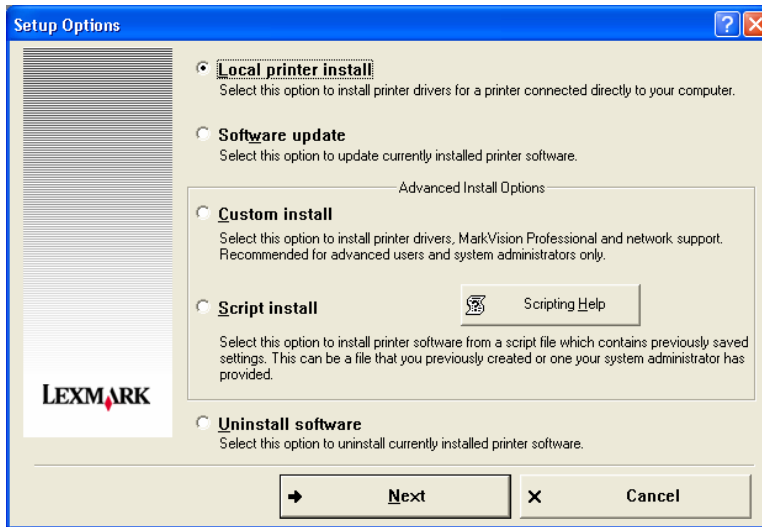 Setup Options
Local printer install
Select this option to install printer drivers for a printer connected directly to your computer.
Software update
Select this option to update currently installed printer software.
Advanced Install Options
Custom install
Select this option to install printer drivers, MarkVision Professional and network support.
Recommended for advanced users and system administrators only.
Script install
Scripting Help
Select this option to install printer software from a script file which contains previously saved
settings. This can be a file that you previously created or one your system administrator has
provided.
LEXMARK
Uninstall software
Select this option to uninstall currently installed printer software.
Next
Cancel